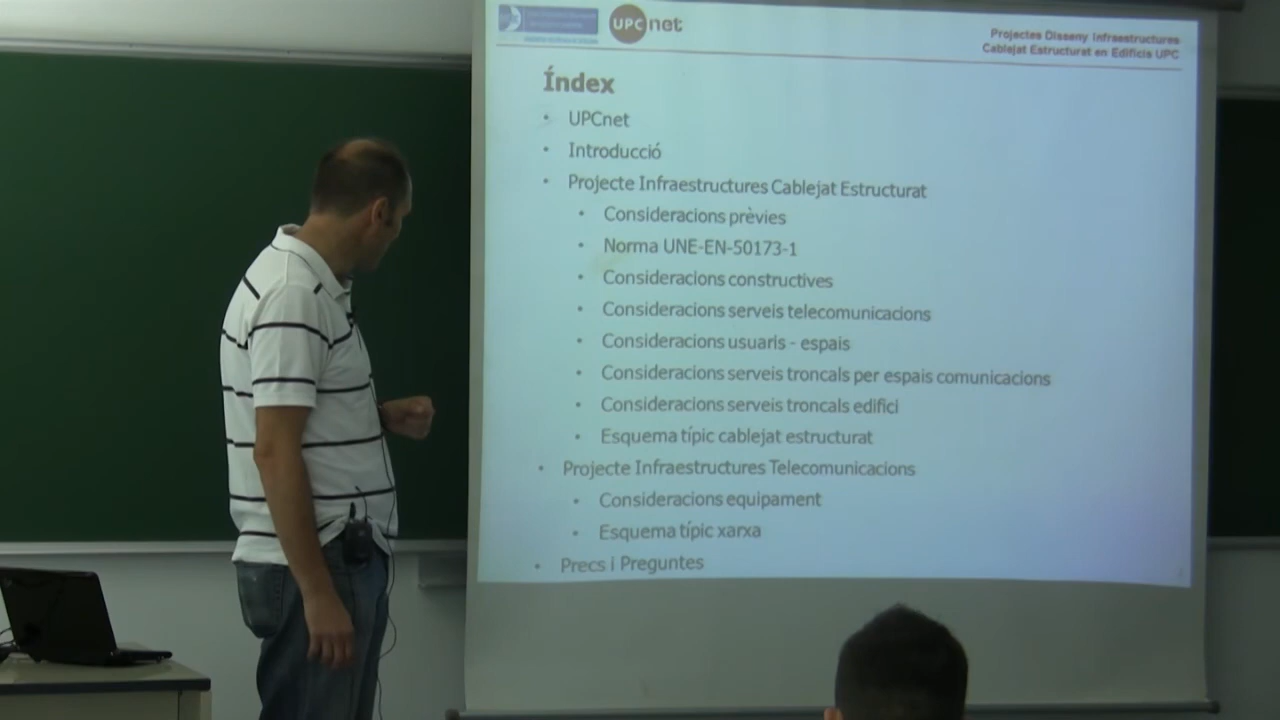 UPC net
Projectes Disseny Infraestructures
Cablejat Estructurat en Edificis UPC
Índex
• UPCnet
• Introducció
• Projecte Infraestructures Cablejat Estructurat
• Consideracions prèvies
• Norma UNE-EN-50173-1
• Consideracions constructives
• Consideracions serveis telecomunicacions
• Consideracions usuaris - espais
• Consideracions serveis troncals per espais comunicacions
• Consideracions serveis troncals edifici
• Esquema típic cablejat estructurat
• Projecte Infraestructures Telecomunicacions
• Consideracions equipament
• Esquema típic xarxa
• Precs i Preguntes